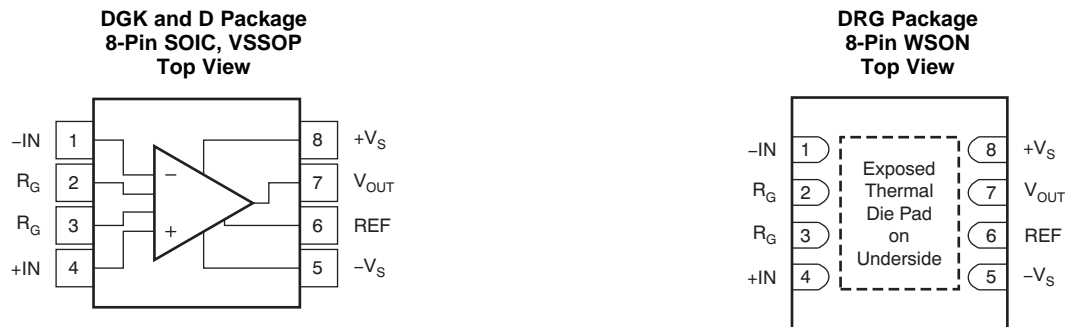 DGK and D Package
8-Pin SOIC, VSSOP
Top View
–IN 1
RG 2
RG 3
+IN 4
−
+
8 +VS
7 VOUT
6 REF
5 –VS
DRG Package
8-Pin WSON
Top View
–IN 1
RG 2
RG 3
+IN 4
Exposed
Thermal
Die Pad
on
Underside
8 +VS
7 VOUT
6 REF
5 –VS